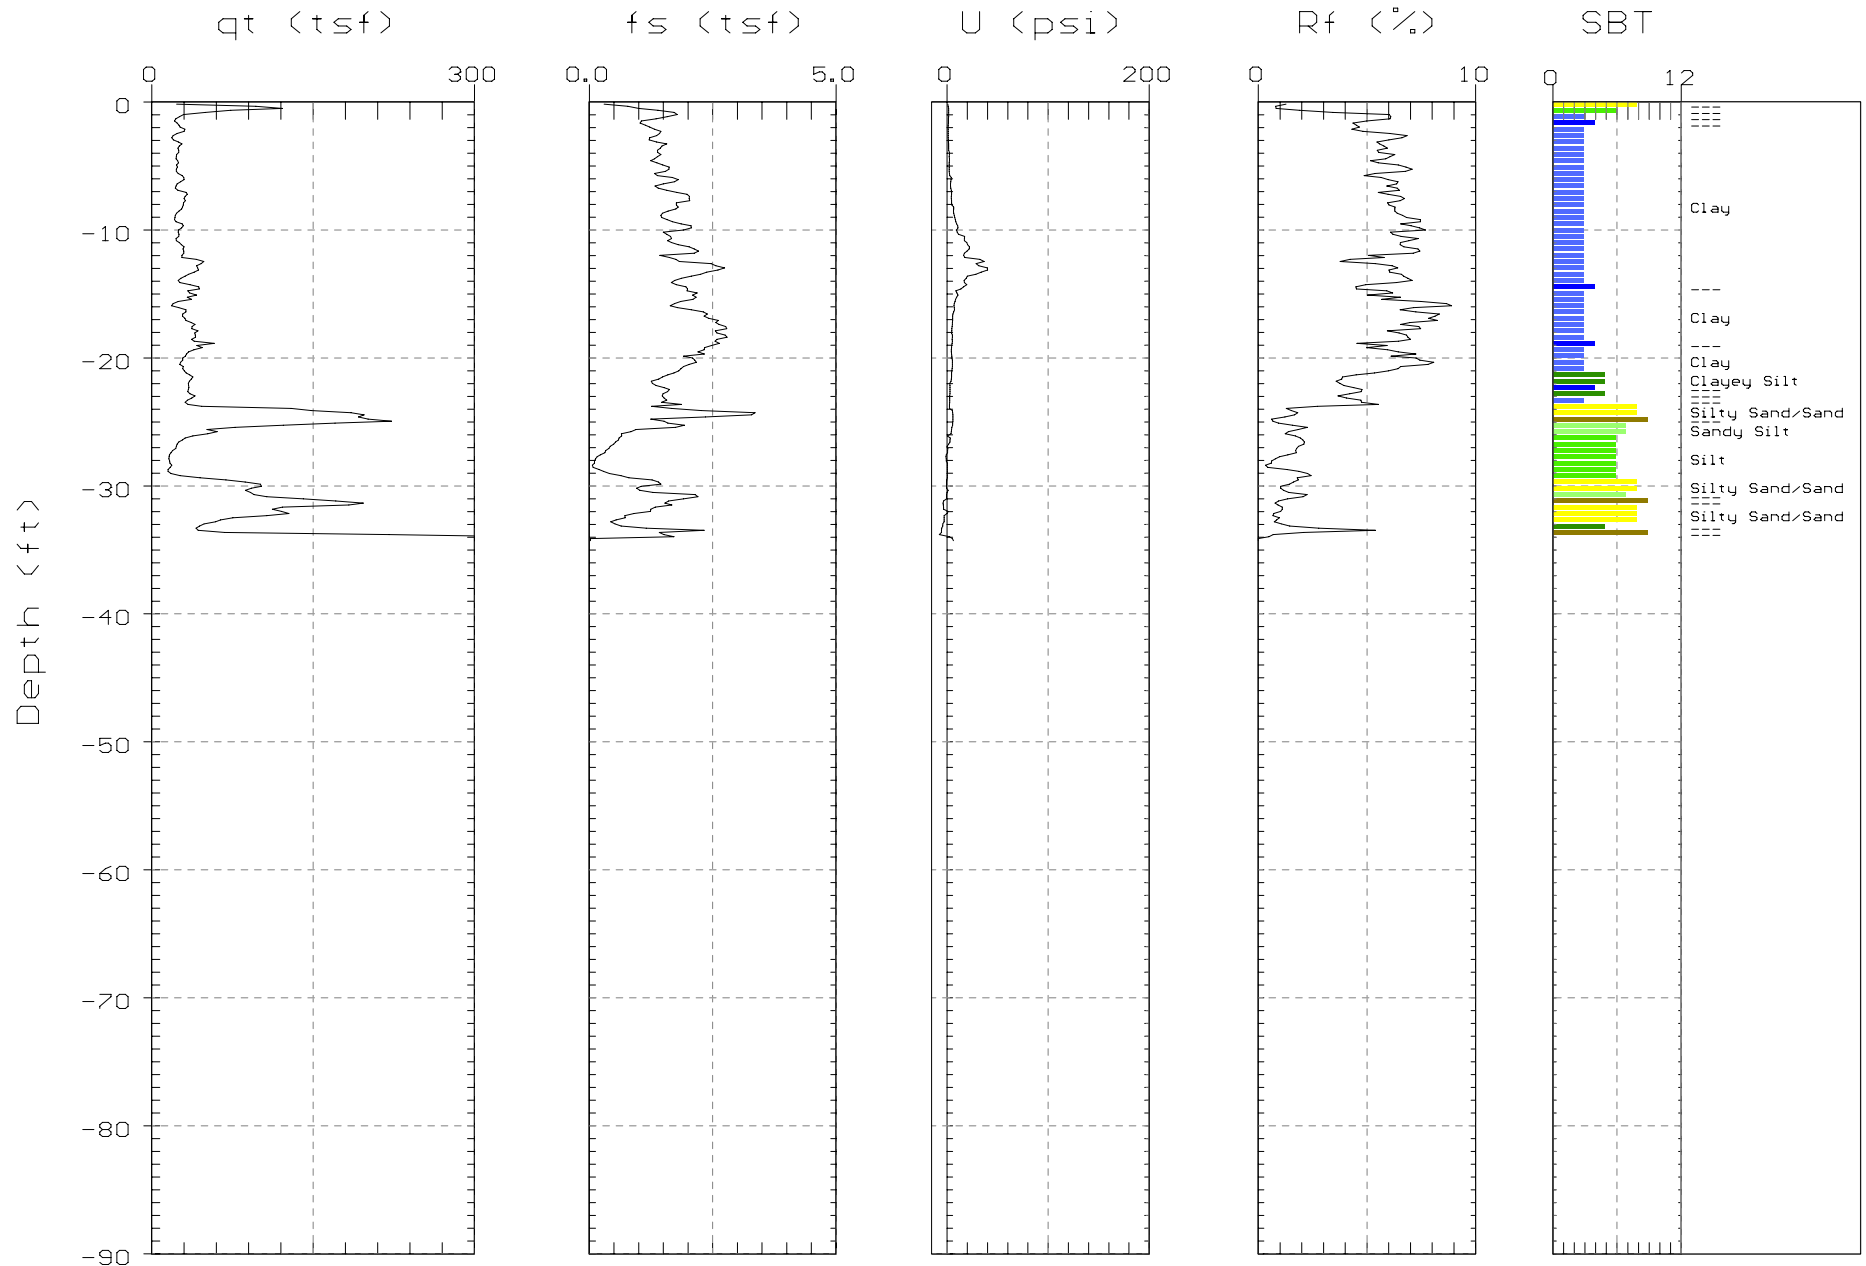 qt (tsf) fs (tsf) U (psi) Rf (%) SBT
0 300 0.0 5.0 0 200 0 10 0 12
0
-10
-20
-30
-40
-50
-60
-70
-80
-90
Depth (ft)
Clay
Clay
Clay
Clayey Silt
Silty Sand/Sand
Sandy Silt
Silt
Silty Sand/Sand
Silty Sand/Sand